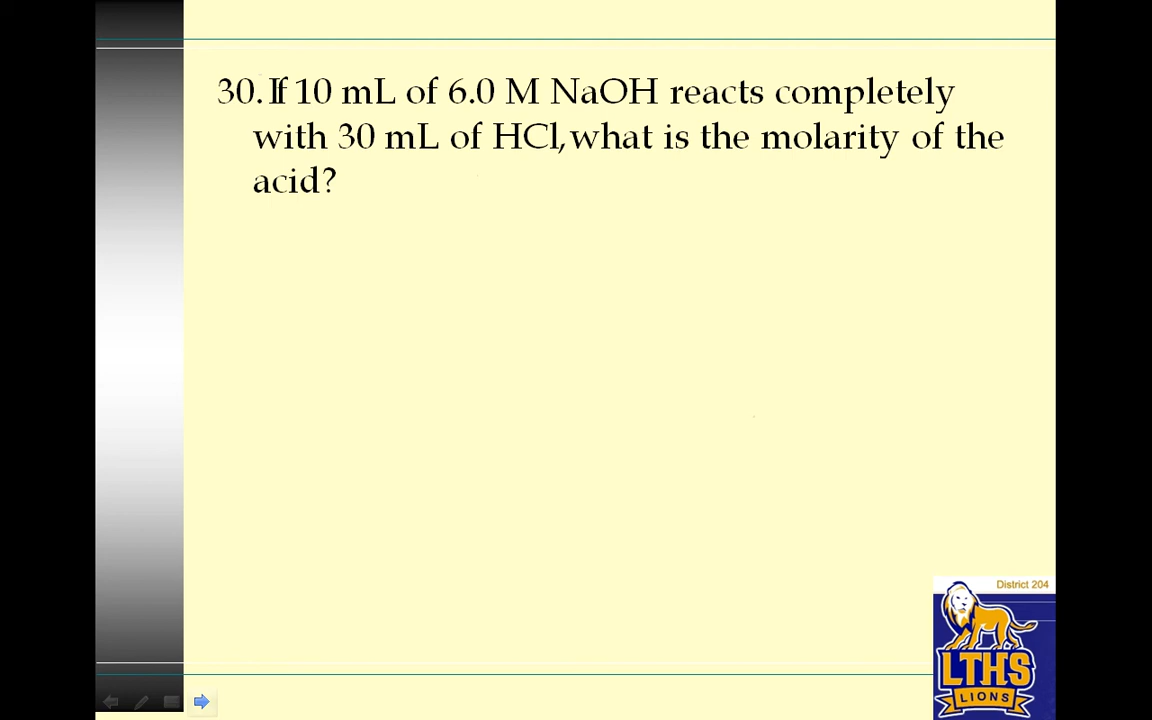 30. If 10 mL of 6.0 M NaOH reacts completely
with 30 mL of HCl, what is the molarity of the
acid?
District 204
LTHS
LIONS